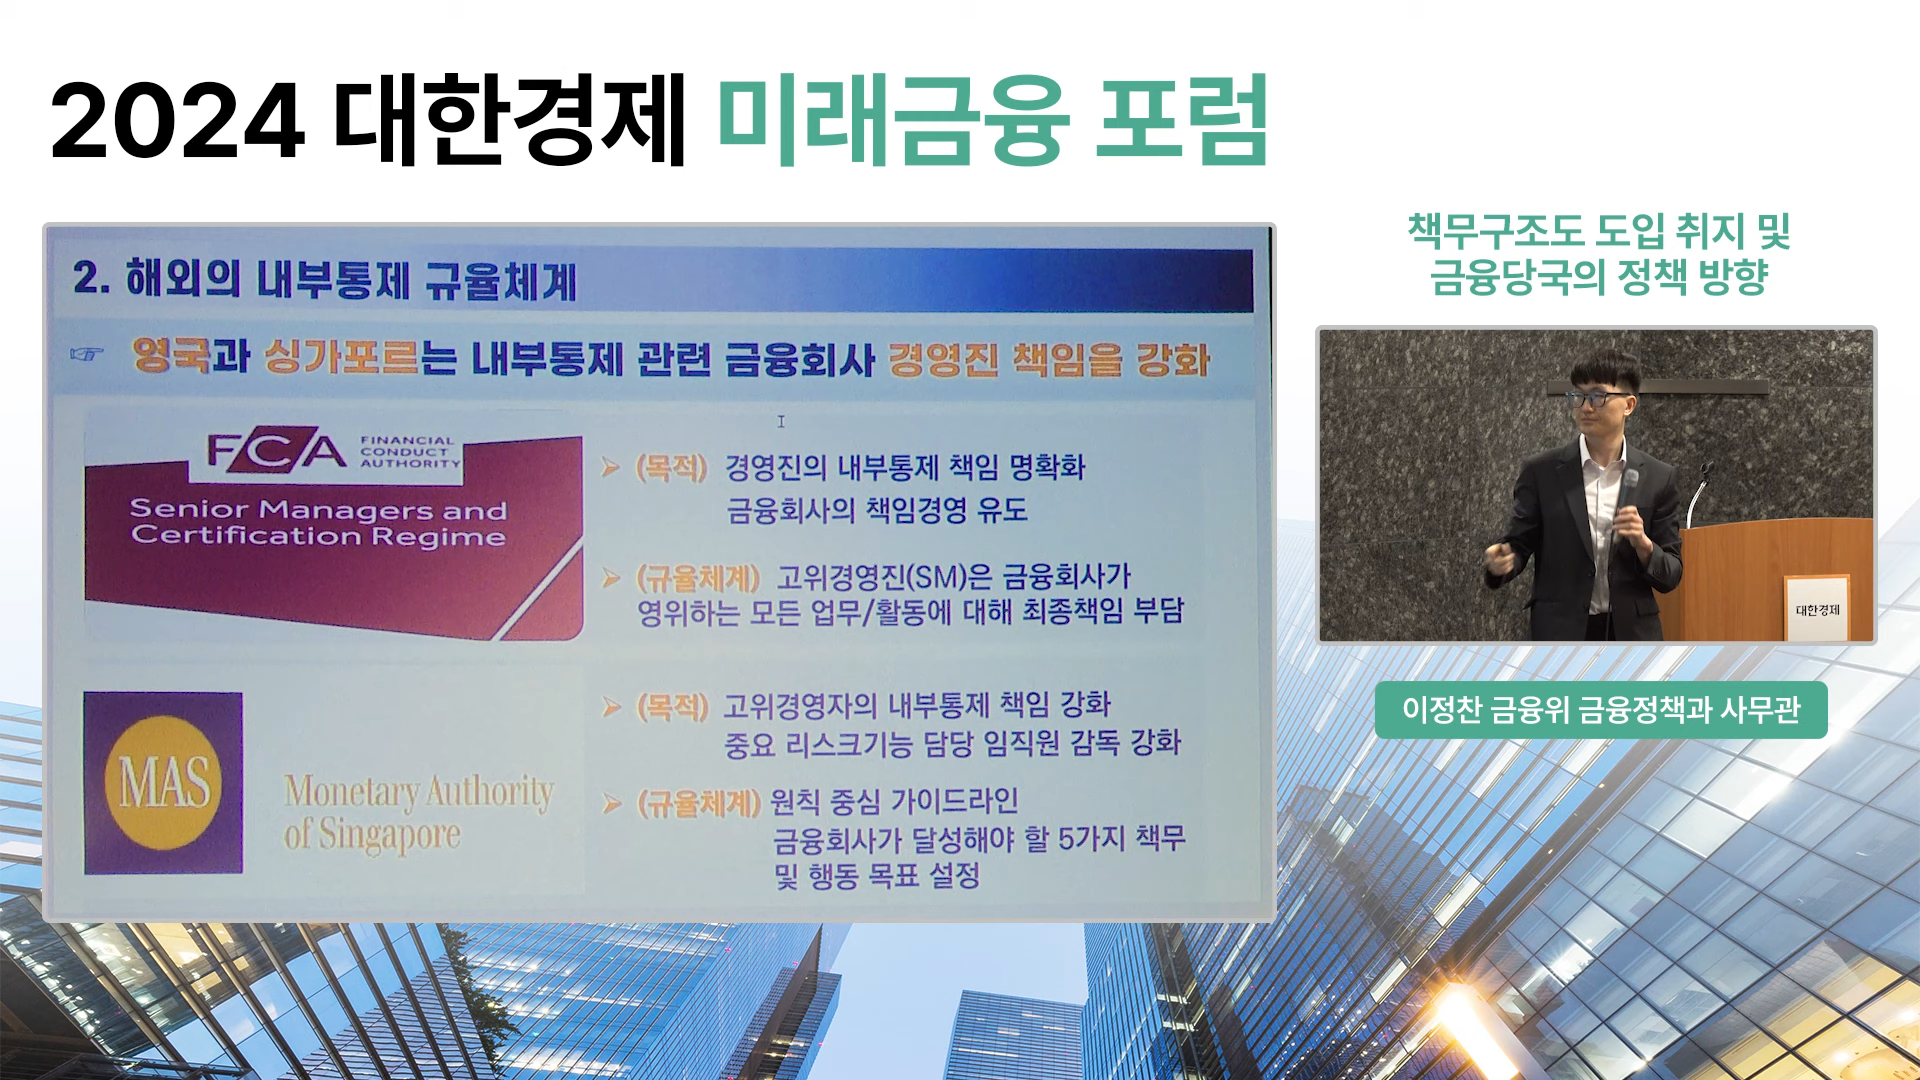 2024 대한경제 미래금융 포럼
2. 해외의 내부통제 규율체계
☞ 영국과 싱가포르는 내부통제 관련 금융회사 경영진 책임을 강화
FCA FINANCIAL CONDUCT AUTHORITY
Senior Managers and
Certification Regime
➢ (목적) 경영진의 내부통제 책임 명확화
금융회사의 책임경영 유도
➢ (규율체계) 고위경영진(SM)은 금융회사가
영위하는 모든 업무/활동에 대해 최종책임 부담
MAS
Monetary Authority
of Singapore
➢ (목적) 고위경영자의 내부통제 책임 강화
중요 리스크기능 담당 임직원 감독 강화
➢ (규율체계) 원칙 중심 가이드라인
금융회사가 달성해야 할 5가지 책무
및 행동 목표 설정
책무구조도 도입 취지 및
금융당국의 정책 방향
대한경제
이정찬 금융위 금융정책과 사무관